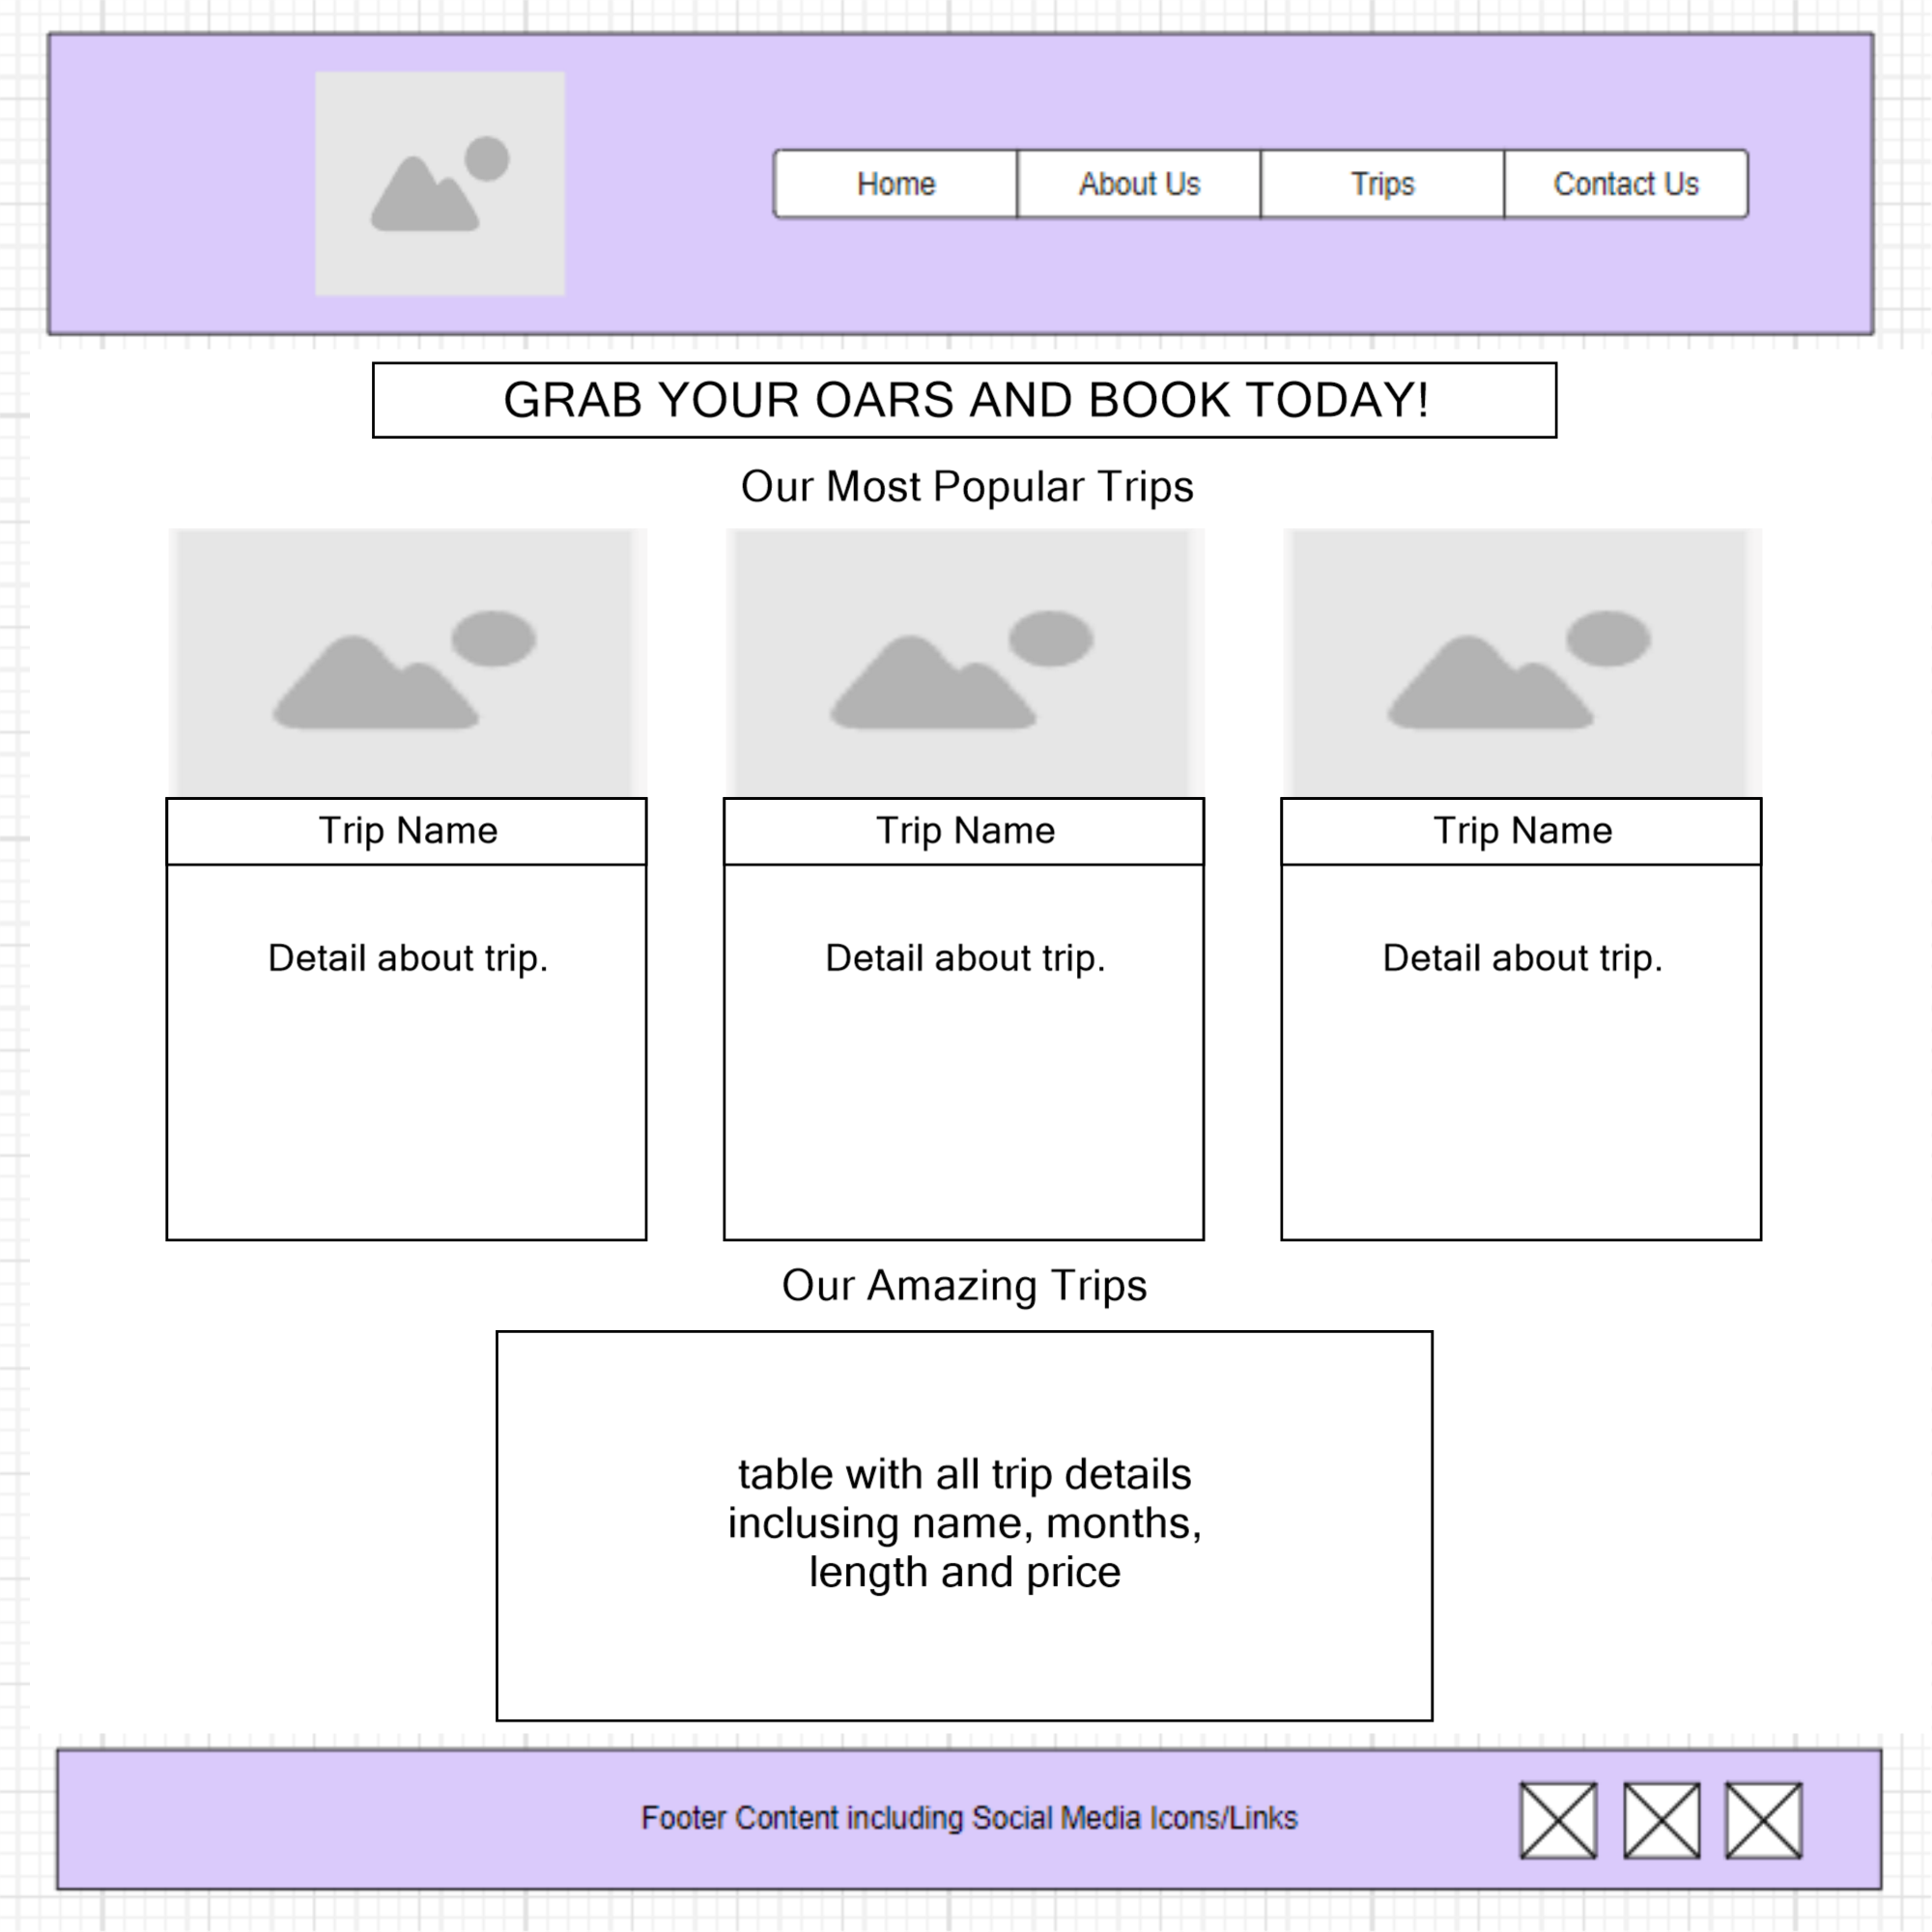 Home About Us Trips Contact Us
GRAB YOUR OARS AND BOOK TODAY!
Our Most Popular Trips
Trip Name Trip Name Trip Name
Detail about trip. Detail about trip. Detail about trip.
Our Amazing Trips
table with all trip details
inclusing name, months,
length and price
Footer Content including Social Media Icons/Links